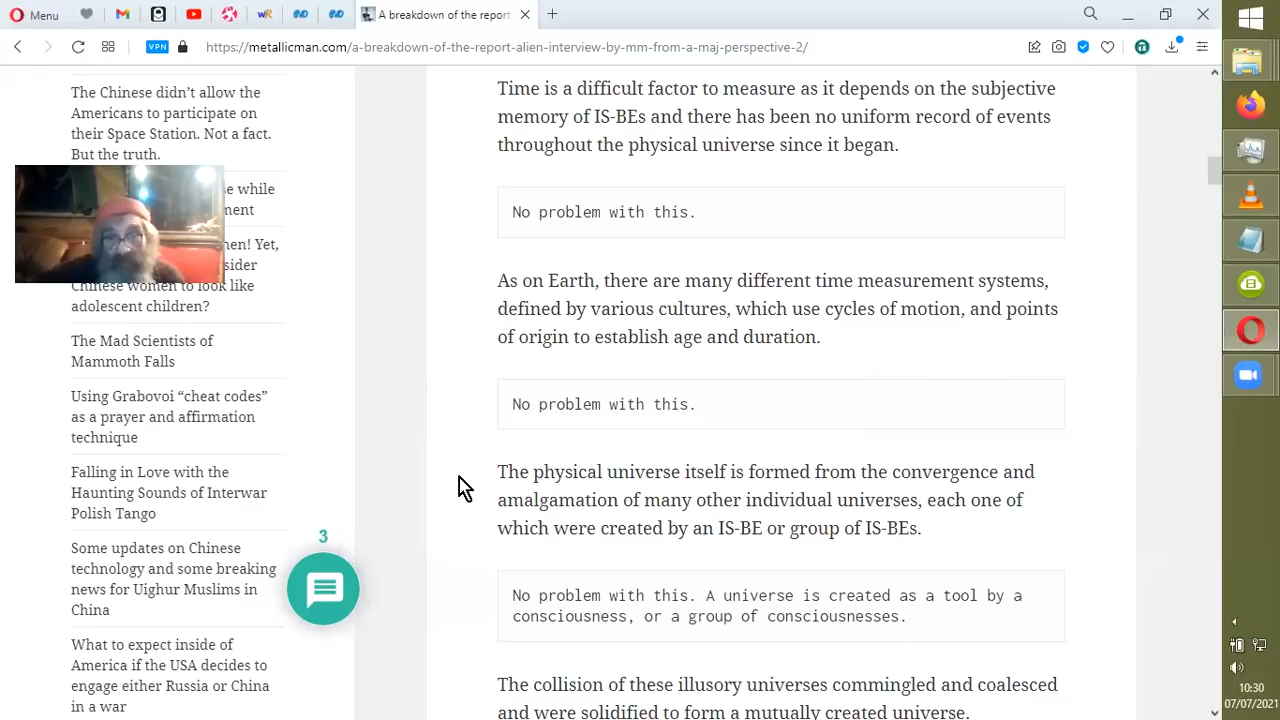 Menu
A breakdown of the report
VPN
https://metallicman.com/a-breakdown-of-the-report-alien-interview-by-mm-from-a-maj-perspective-2/
The Chinese didn’t allow the
Americans to participate on
their Space Station. Not a fact.
But the truth.
se while
ment
men! Yet,
sider
Chinese women to look like
adolescent children?
The Mad Scientists of
Mammoth Falls
Using Grabovoi “cheat codes”
as a prayer and affirmation
technique
Falling in Love with the
Haunting Sounds of Interwar
Polish Tango
Some updates on Chinese
technology and some breaking
news for Uighur Muslims in
China
What to expect inside of
America if the USA decides to
engage either Russia or China
in a war
3
Time is a difficult factor to measure as it depends on the subjective
memory of IS-BEs and there has been no uniform record of events
throughout the physical universe since it began.
No problem with this.
As on Earth, there are many different time measurement systems,
defined by various cultures, which use cycles of motion, and points
of origin to establish age and duration.
No problem with this.
The physical universe itself is formed from the convergence and
amalgamation of many other individual universes, each one of
which were created by an IS-BE or group of IS-BEs.
No problem with this. A universe is created as a tool by a
consciousness, or a group of consciousnesses.
The collision of these illusory universes commingled and coalesced
and were solidified to form a mutually created universe.
10:30
07/07/2021